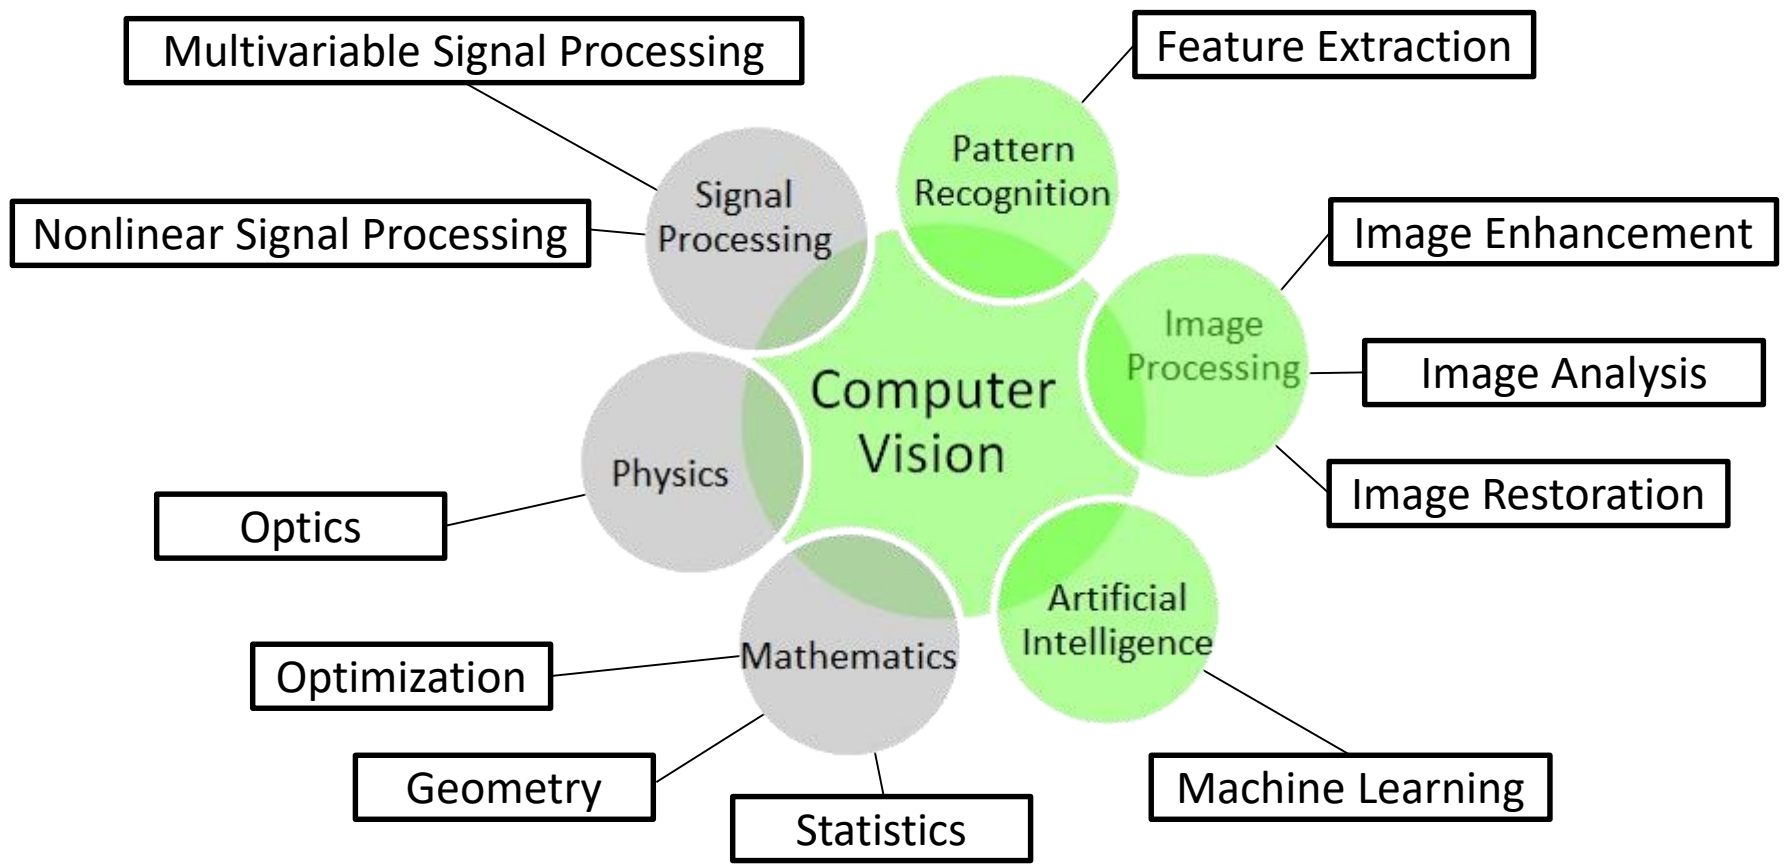 Multivariable Signal Processing
Feature Extraction
Pattern
Recognition
Signal
Processing
Nonlinear Signal Processing
Image Enhancement
Image
Processing
Image Analysis
Computer
Vision
Physics
Image Restoration
Optics
Artificial
Intelligence
Mathematics
Optimization
Geometry
Machine Learning
Statistics